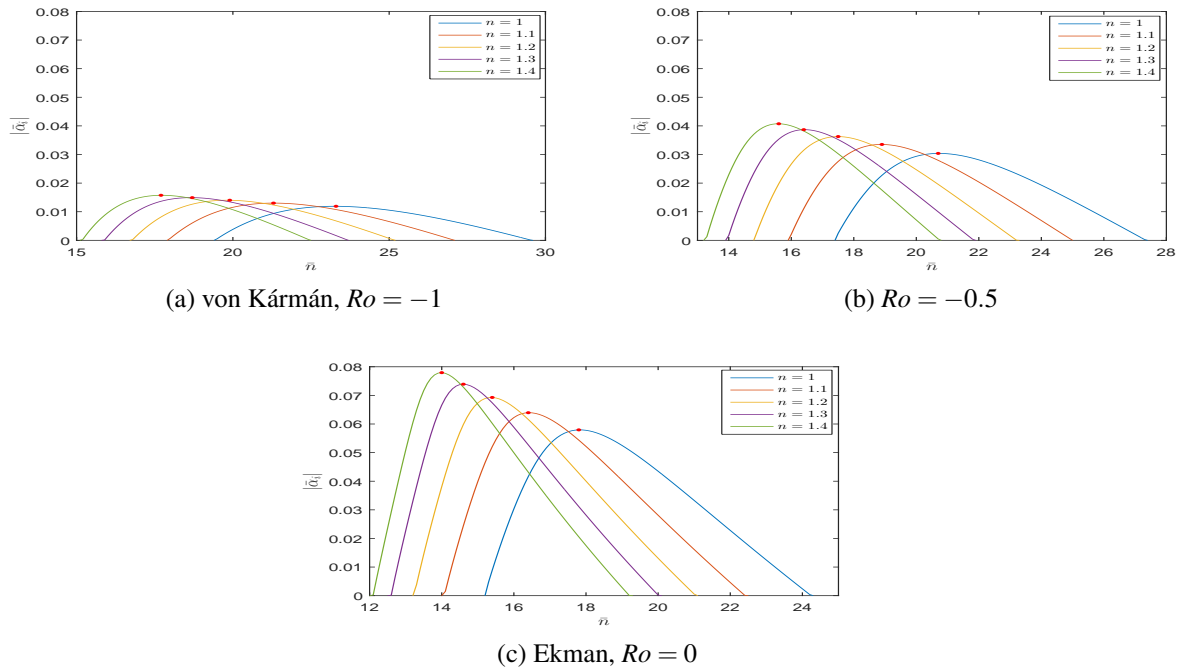 0.08
0.07
0.06
0.05
0.04
0.03
0.02
0.01
0
|ᾱᵢ|
15 20 25 30
n̄
n = 1
n = 1.1
n = 1.2
n = 1.3
n = 1.4
(a) von Kármán, Ro = −1
0.08
0.07
0.06
0.05
0.04
0.03
0.02
0.01
0
|ᾱᵢ|
14 16 18 20 22 24 26 28
n̄
n = 1
n = 1.1
n = 1.2
n = 1.3
n = 1.4
(b) Ro = −0.5
0.08
0.07
0.06
0.05
0.04
0.03
0.02
0.01
0
|ᾱᵢ|
12 14 16 18 20 22 24
n̄
n = 1
n = 1.1
n = 1.2
n = 1.3
n = 1.4
(c) Ekman, Ro = 0